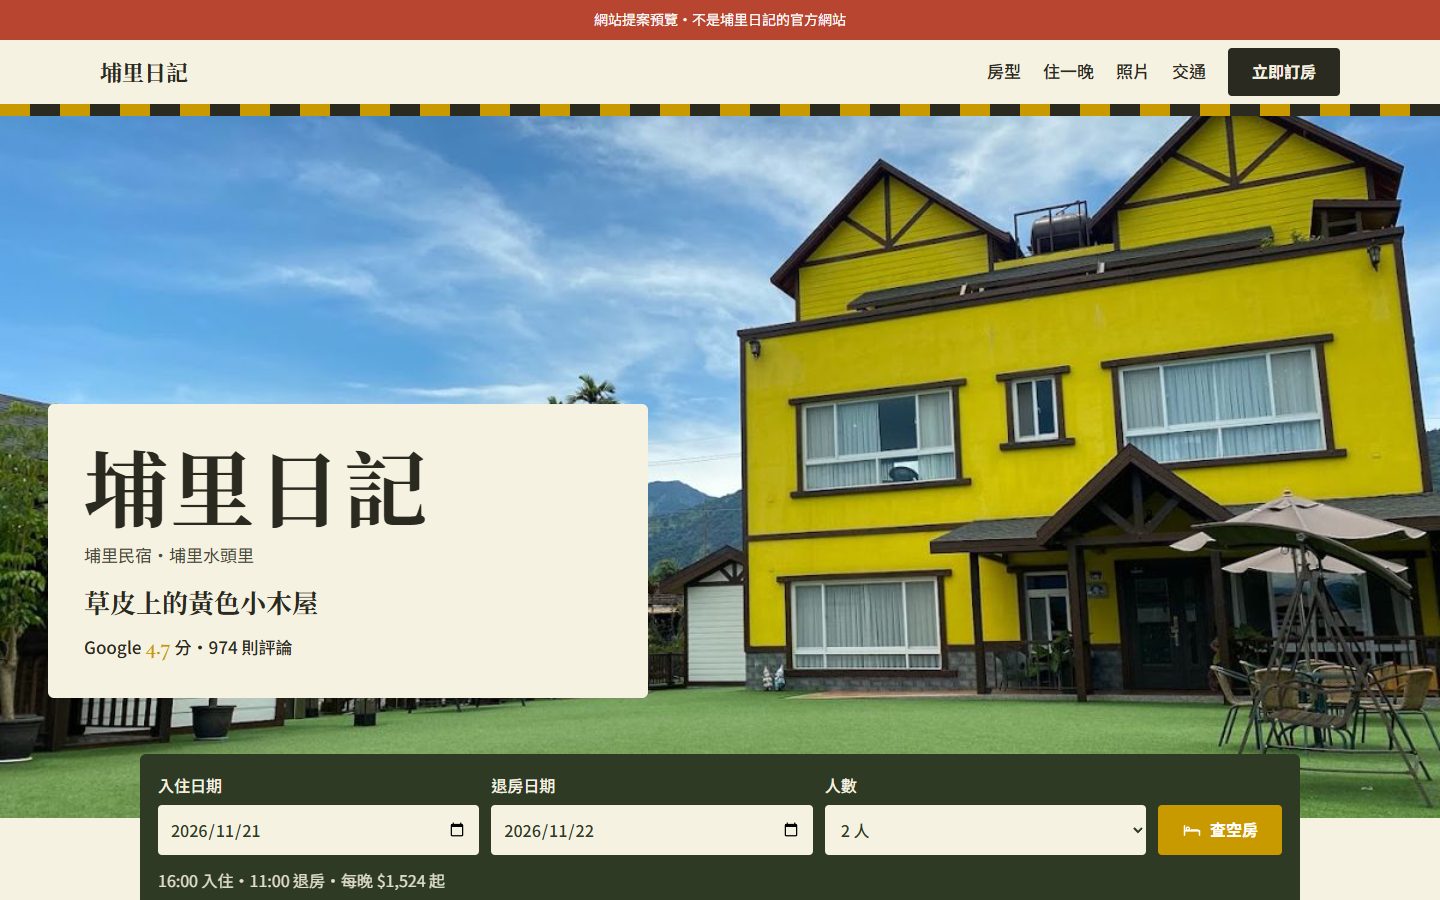 網站提案預覽・不是埔里日記的官方網站
埔里日記
房型 住一晚 照片 交通 立即訂房
埔里日記
埔里民宿・埔里水頭里
草皮上的黃色小木屋
Google 4.7 分・974 則評論
入住日期 退房日期 人數
2026/11/21 2026/11/22 2 人 查空房
16:00 入住・11:00 退房・每晚 $1,524 起